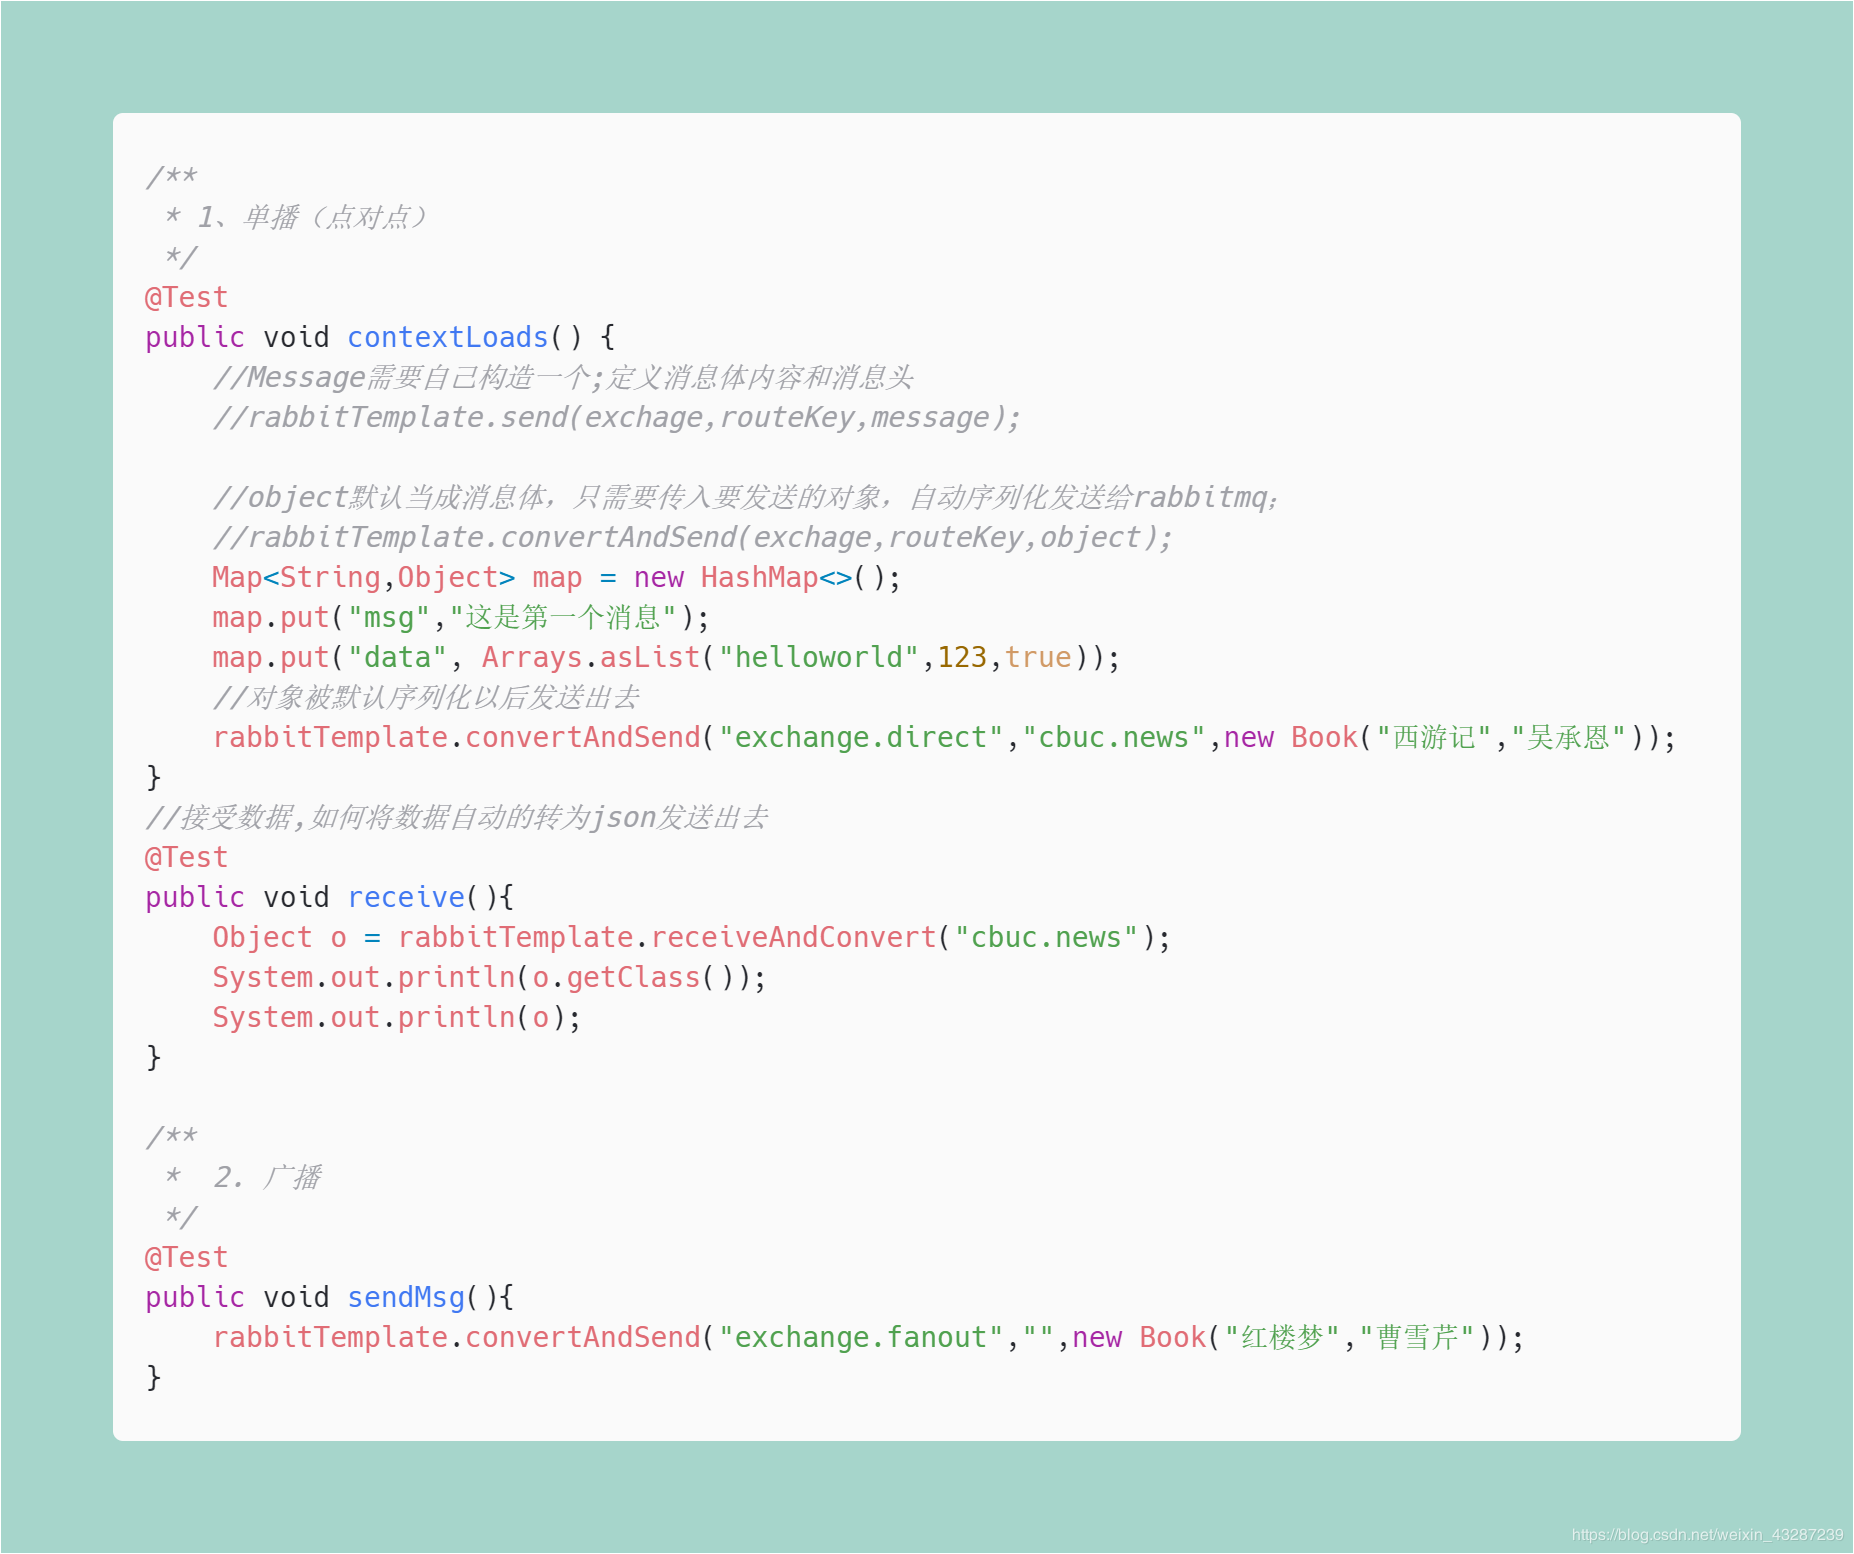 /**
 * 1、单播（点对点）
 */
@Test
public void contextLoads() {
    //Message需要自己构造一个;定义消息体内容和消息头
    //rabbitTemplate.send(exchage,routeKey,message);

    //object默认当成消息体，只需要传入要发送的对象，自动序列化发送给rabbitmq；
    //rabbitTemplate.convertAndSend(exchage,routeKey,object);
    Map<String,Object> map = new HashMap<>();
    map.put("msg","这是第一个消息");
    map.put("data", Arrays.asList("helloworld",123,true));
    //对象被默认序列化以后发送出去
    rabbitTemplate.convertAndSend("exchange.direct","cbuc.news",new Book("西游记","吴承恩"));
}
//接受数据,如何将数据自动的转为json发送出去
@Test
public void receive(){
    Object o = rabbitTemplate.receiveAndConvert("cbuc.news");
    System.out.println(o.getClass());
    System.out.println(o);
}

/**
 *  2. 广播
 */
@Test
public void sendMsg(){
    rabbitTemplate.convertAndSend("exchange.fanout","",new Book("红楼梦","曹雪芹"));
}
https://blog.csdn.net/weixin_43287239